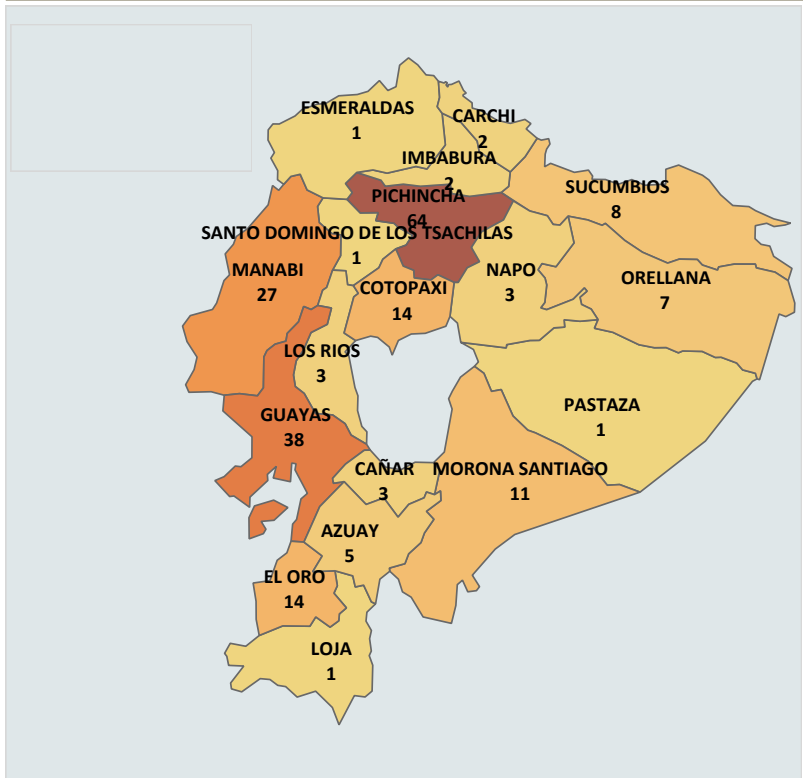 ESMERALDAS
1
CARCHI
2
IMBABURA
2
PICHINCHA
64
SUCUMBIOS
8
SANTO DOMINGO DE LOS TSACHILAS
1
MANABI
27
COTOPAXI
14
NAPO
3
ORELLANA
7
LOS RIOS
3
PASTAZA
1
GUAYAS
38
CAÑAR
3
MORONA SANTIAGO
11
AZUAY
5
EL ORO
14
LOJA
1